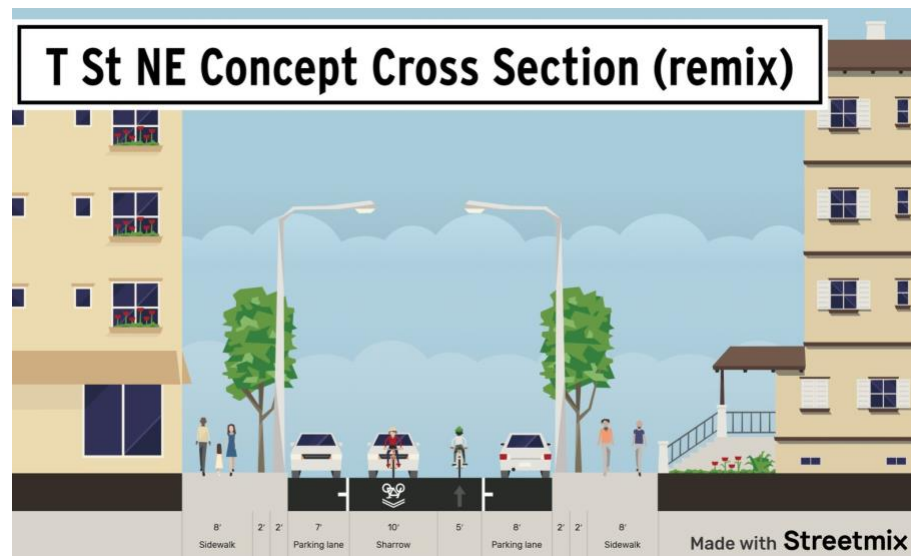 T St NE Concept Cross Section (remix)
8' 2' 2' 7' 10' 5' 8' 2' 2' 8'
Sidewalk Parking lane Sharrow Parking lane Sidewalk
Made with Streetmix